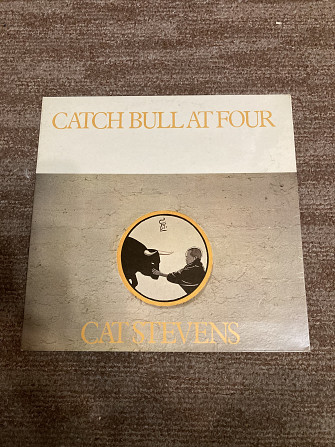 CATCH BULL AT FOUR
CAT STEVENS